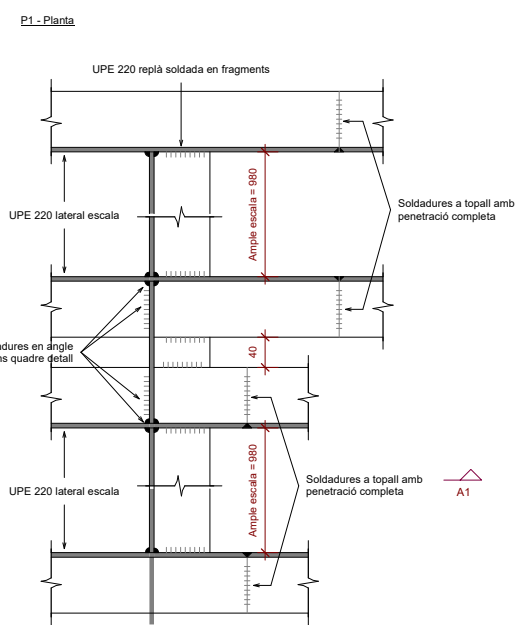 P1 - Planta
UPE 220 replà soldada en fragments
Ample escala = 980
Soldadures a topall amb
penetració completa
UPE 220 lateral escala
en angle
quadre detall
40
Ample escala = 980
UPE 220 lateral escala
Soldadures a topall amb
penetració completa
A1